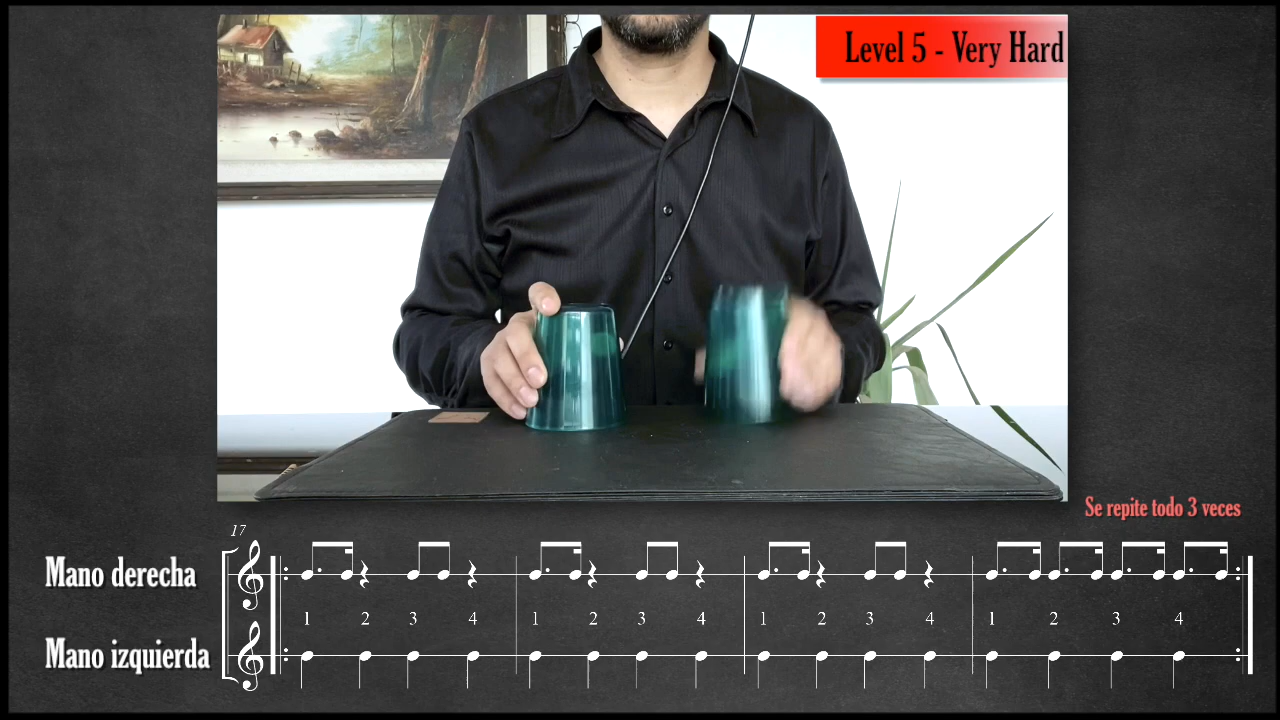 Level 5 - Very Hard
Se repite todo 3 veces
17
Mano derecha
1 2 3 4 1 2 3 4 1 2 3 4 1 2 3 4
Mano izquierda